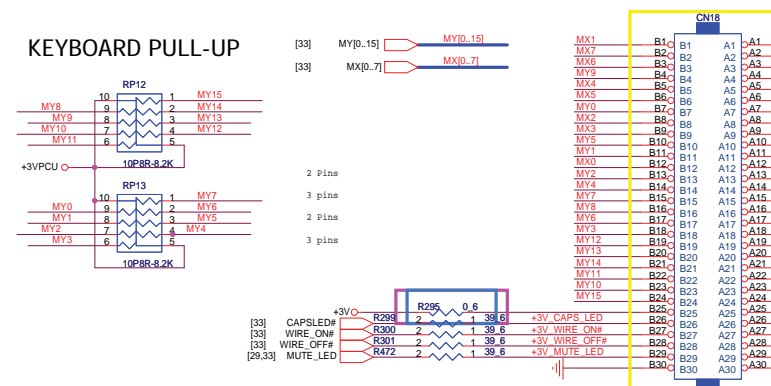 KEYBOARD PULL-UP
[33] MY[0..15] MY[0..15]
[33] MX[0..7] MX[0..7]
RP12
10 1 MY15
MY8 9 2 MY14
MY9 8 3 MY13
MY10 7 4 MY12
MY11 6 5
10P8R-8.2K
+3VPCU
RP13
10 1 MY7
MY0 9 2 MY6
MY1 8 3 MY5
MY2 7 4 MY4
MY3 6 5
10P8R-8.2K
2 Pins
3 pins
2 Pins
3 pins
+3V R295 0_6
[33] CAPSLED# R299 2 1 39_6 +3V_CAPS_LED
[33] WIRE_ON# R300 2 1 39_6 +3V_WIRE_ON#
[33] WIRE_OFF# R301 2 1 39_6 +3V_WIRE_OFF#
[29,33] MUTE_LED R472 2 1 39_6 +3V_MUTE_LED
CN18
MX1 B1 B1 A1 A1
MX7 B2 B2 A2 A2
MX6 B3 B3 A3 A3
MY9 B4 B4 A4 A4
MX4 B5 B5 A5 A5
MX5 B6 B6 A6 A6
MY0 B7 B7 A7 A7
MX2 B8 B8 A8 A8
MX3 B9 B9 A9 A9
MY5 B10 B10 A10 A10
MY1 B11 B11 A11 A11
MX0 B12 B12 A12 A12
MY2 B13 B13 A13 A13
MY4 B14 B14 A14 A14
MY7 B15 B15 A15 A15
MY8 B16 B16 A16 A16
MY6 B17 B17 A17 A17
MY3 B18 B18 A18 A18
MY12 B19 B19 A19 A19
MY13 B20 B20 A20 A20
MY14 B21 B21 A21 A21
MY11 B22 B22 A22 A22
MY10 B23 B23 A23 A23
MY15 B24 B24 A24 A24
B25 B25 A25 A25
B26 B26 A26 A26
B27 B27 A27 A27
B28 B28 A28 A28
B29 B29 A29 A29
B30 B30 A30 A30